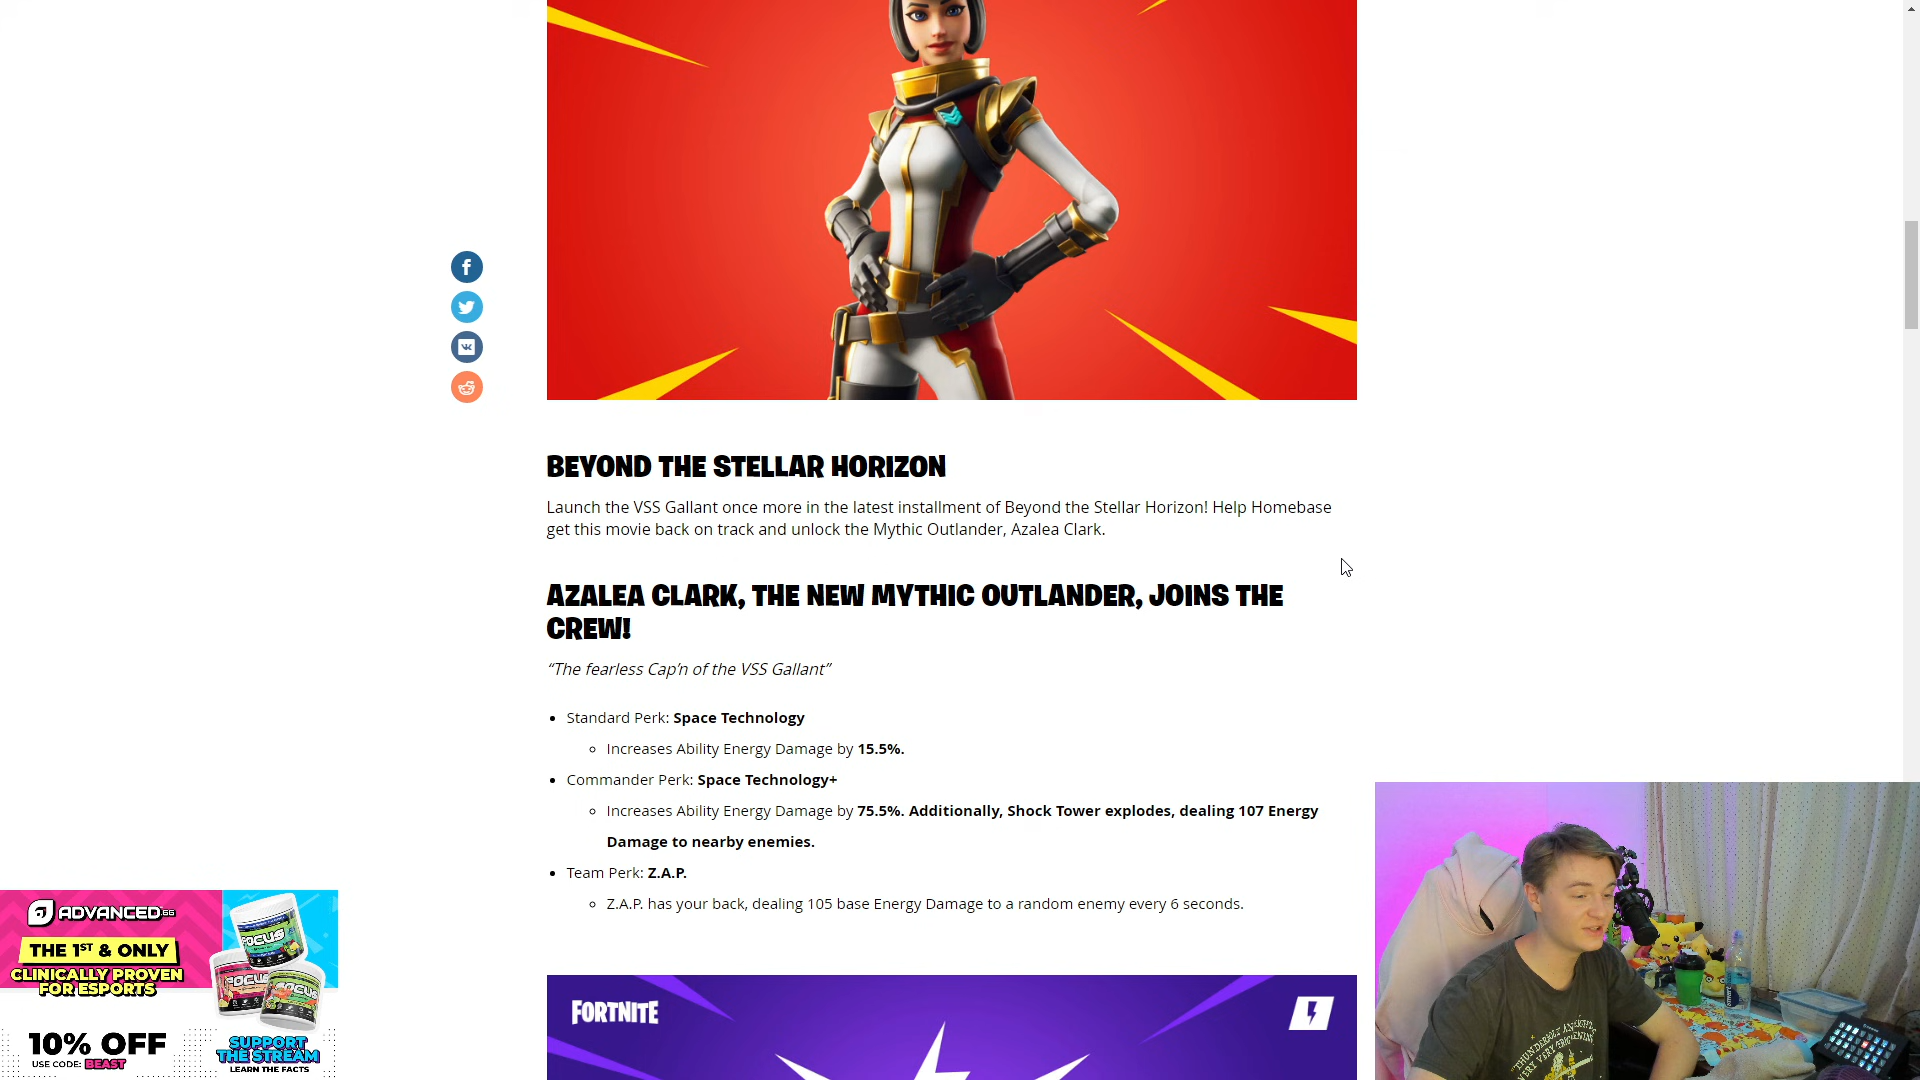 BEYOND THE STELLAR HORIZON
Launch the VSS Gallant once more in the latest installment of Beyond the Stellar Horizon! Help Homebase
get this movie back on track and unlock the Mythic Outlander, Azalea Clark.
AZALEA CLARK, THE NEW MYTHIC OUTLANDER, JOINS THE
CREW!
“The fearless Cap’n of the VSS Gallant”
Standard Perk: Space Technology
Increases Ability Energy Damage by 15.5%.
Commander Perk: Space Technology+
Increases Ability Energy Damage by 75.5%. Additionally, Shock Tower explodes, dealing 107 Energy
Damage to nearby enemies.
Team Perk: Z.A.P.
Z.A.P. has your back, dealing 105 base Energy Damage to a random enemy every 6 seconds.
FORTNITE
ADVANCED.GG
THE 1ST & ONLY
CLINICALLY PROVEN
FOR ESPORTS
10% OFF
USE CODE: BEAST
FOCUS
FOCUS
FOCUS
SUPPORT
THE STREAM
LEARN THE FACTS